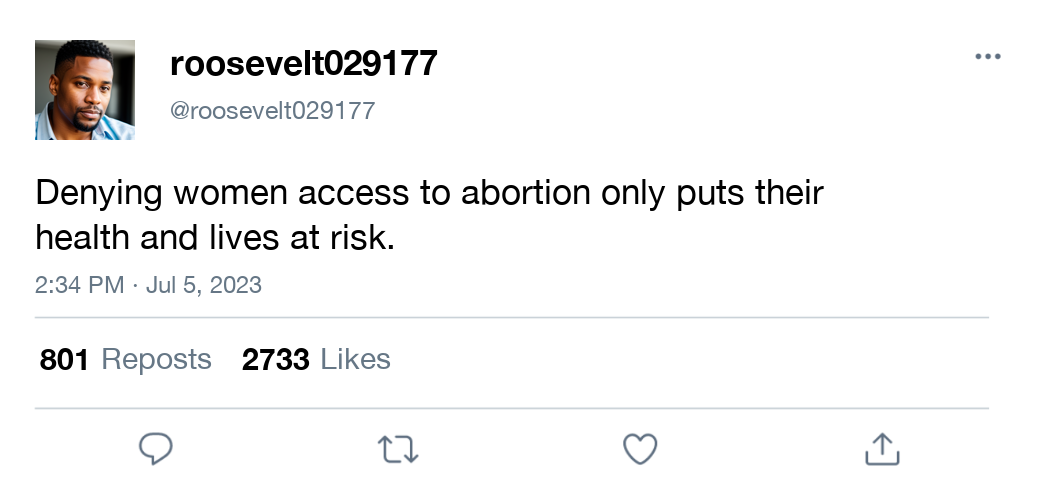 roosevelt029177
@roosevelt029177
Denying women access to abortion only puts their
health and lives at risk.
2:34 PM · Jul 5, 2023
801 Reposts 2733 Likes